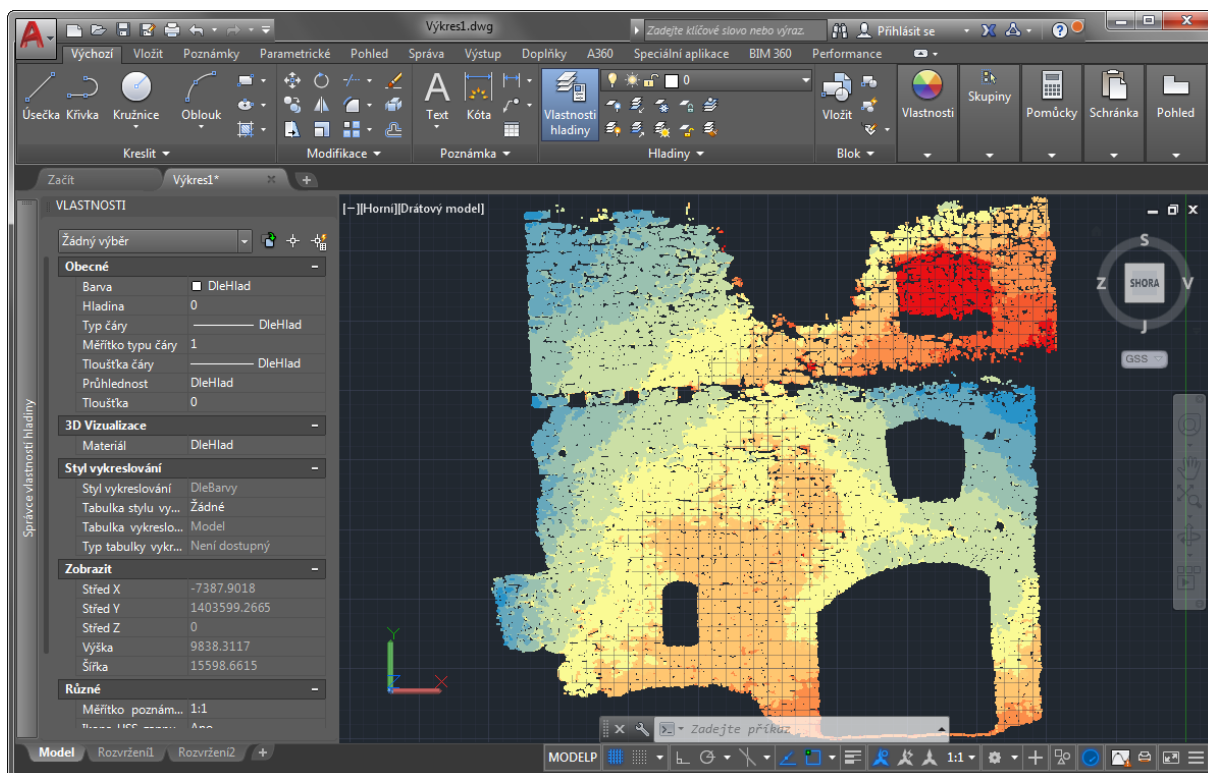 Výkres1.dwg
Zadejte klíčové slovo nebo výraz.
Přihlásit se
Výchozí Vložit Poznámky Parametrické Pohled Správa Výstup Doplňky A360 Speciální aplikace BIM 360 Performance
0
Úsečka Křivka Kružnice Oblouk
Text Kóta
Vlastnosti hladiny
Vložit
Vlastnosti
Skupiny
Pomůcky
Schránka
Pohled
Kreslit Modifikace Poznámka Hladiny Blok
Začít Výkres1*
VLASTNOSTI
[−][Horní][Drátový model]
Žádný výběr
Obecné
Barva DleHlad
Hladina 0
Typ čáry DleHlad
Měřítko typu čáry 1
Tloušťka čáry DleHlad
Průhlednost DleHlad
Tloušťka 0
3D Vizualizace
Materiál DleHlad
Styl vykreslování
Styl vykreslování DleBarvy
Tabulka stylu vy... Žádné
Tabulka vykreslo... Model
Typ tabulky vykr... Není dostupný
Zobrazit
Střed X -7387.9018
Střed Y 1403599.2665
Střed Z 0
Výška 9838.3117
Šířka 15598.6615
Různé
Měřítko poznám... 1:1
Správce vlastností hladiny
S
Z SHORA V
J
GSS
Y
X
Zadejte příkaz
Model Rozvržení1 Rozvržení2 +
MODELP 1:1